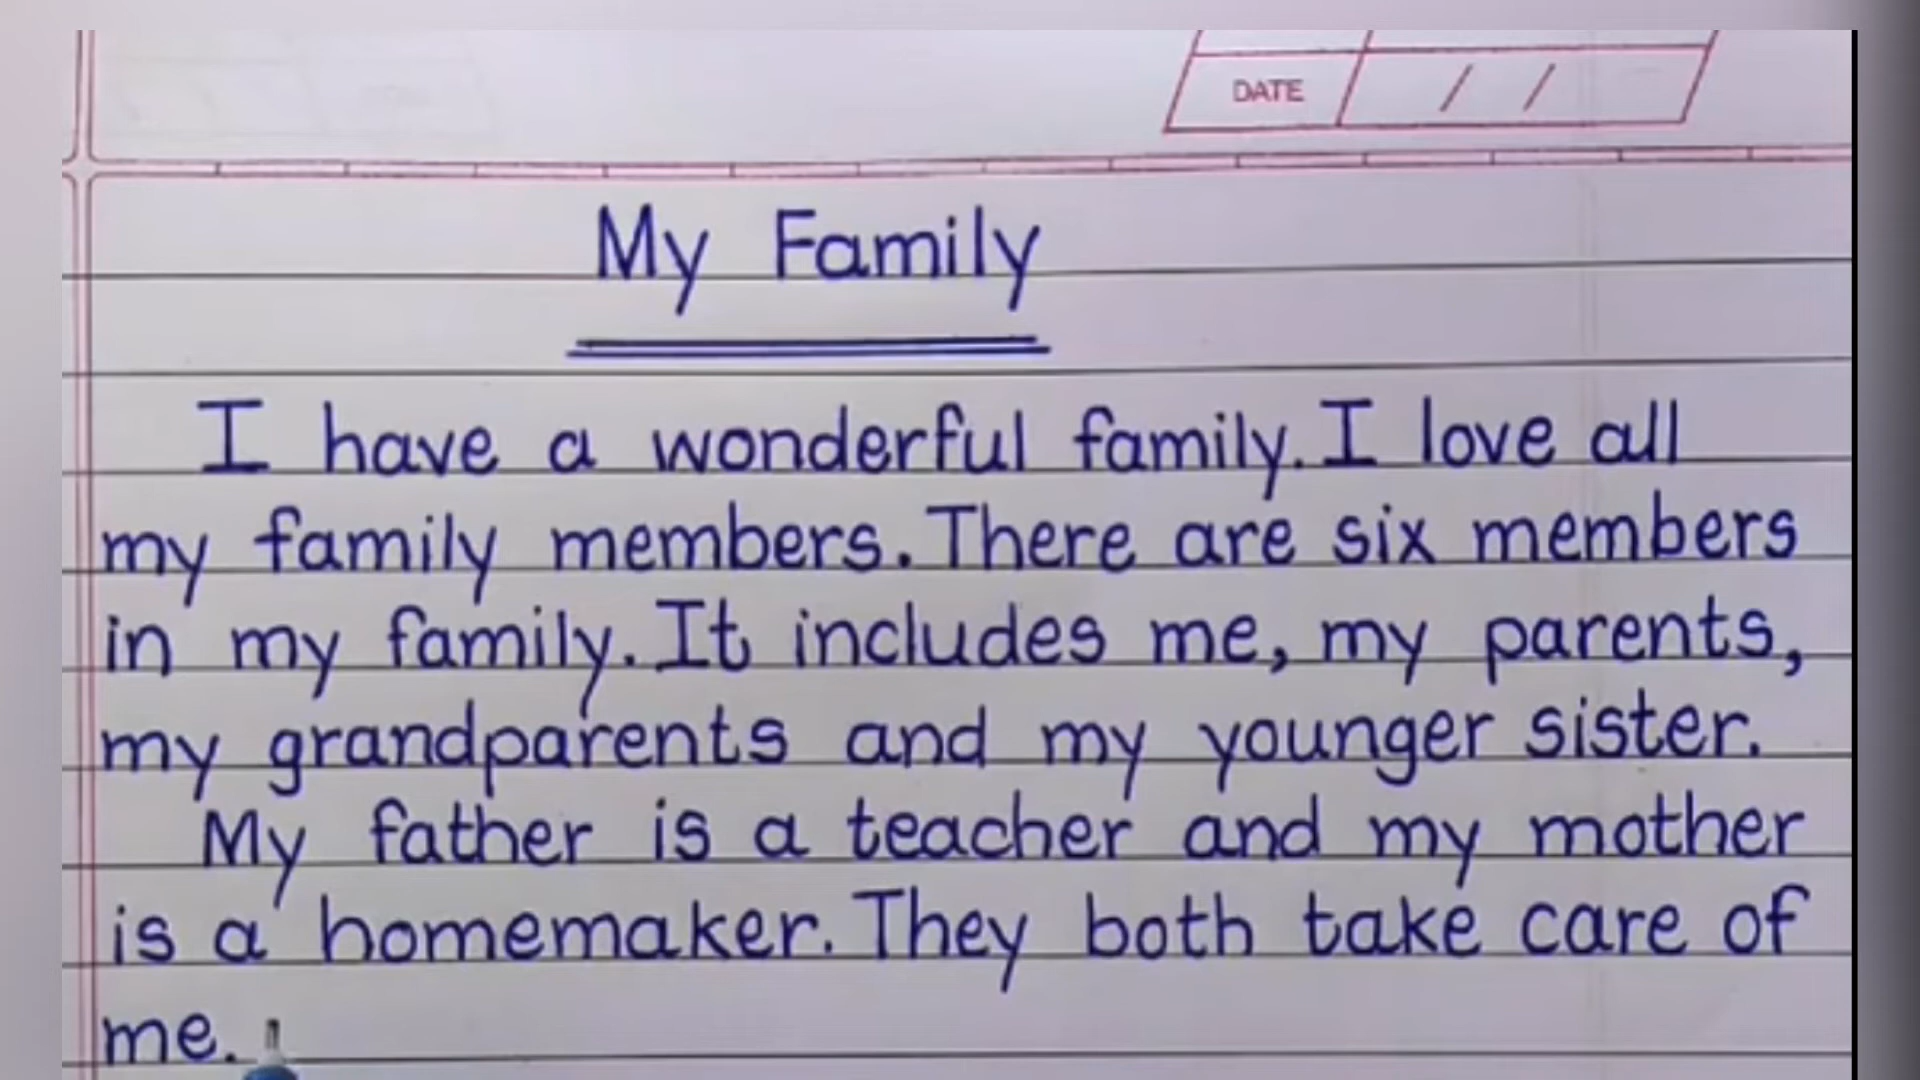 DATE / /
My Family
I have a wonderful family. I love all
my family members. There are six members
in my family. It includes me, my parents,
my grandparents and my younger sister.
My father is a teacher and my mother
is a homemaker. They both take care of
me.